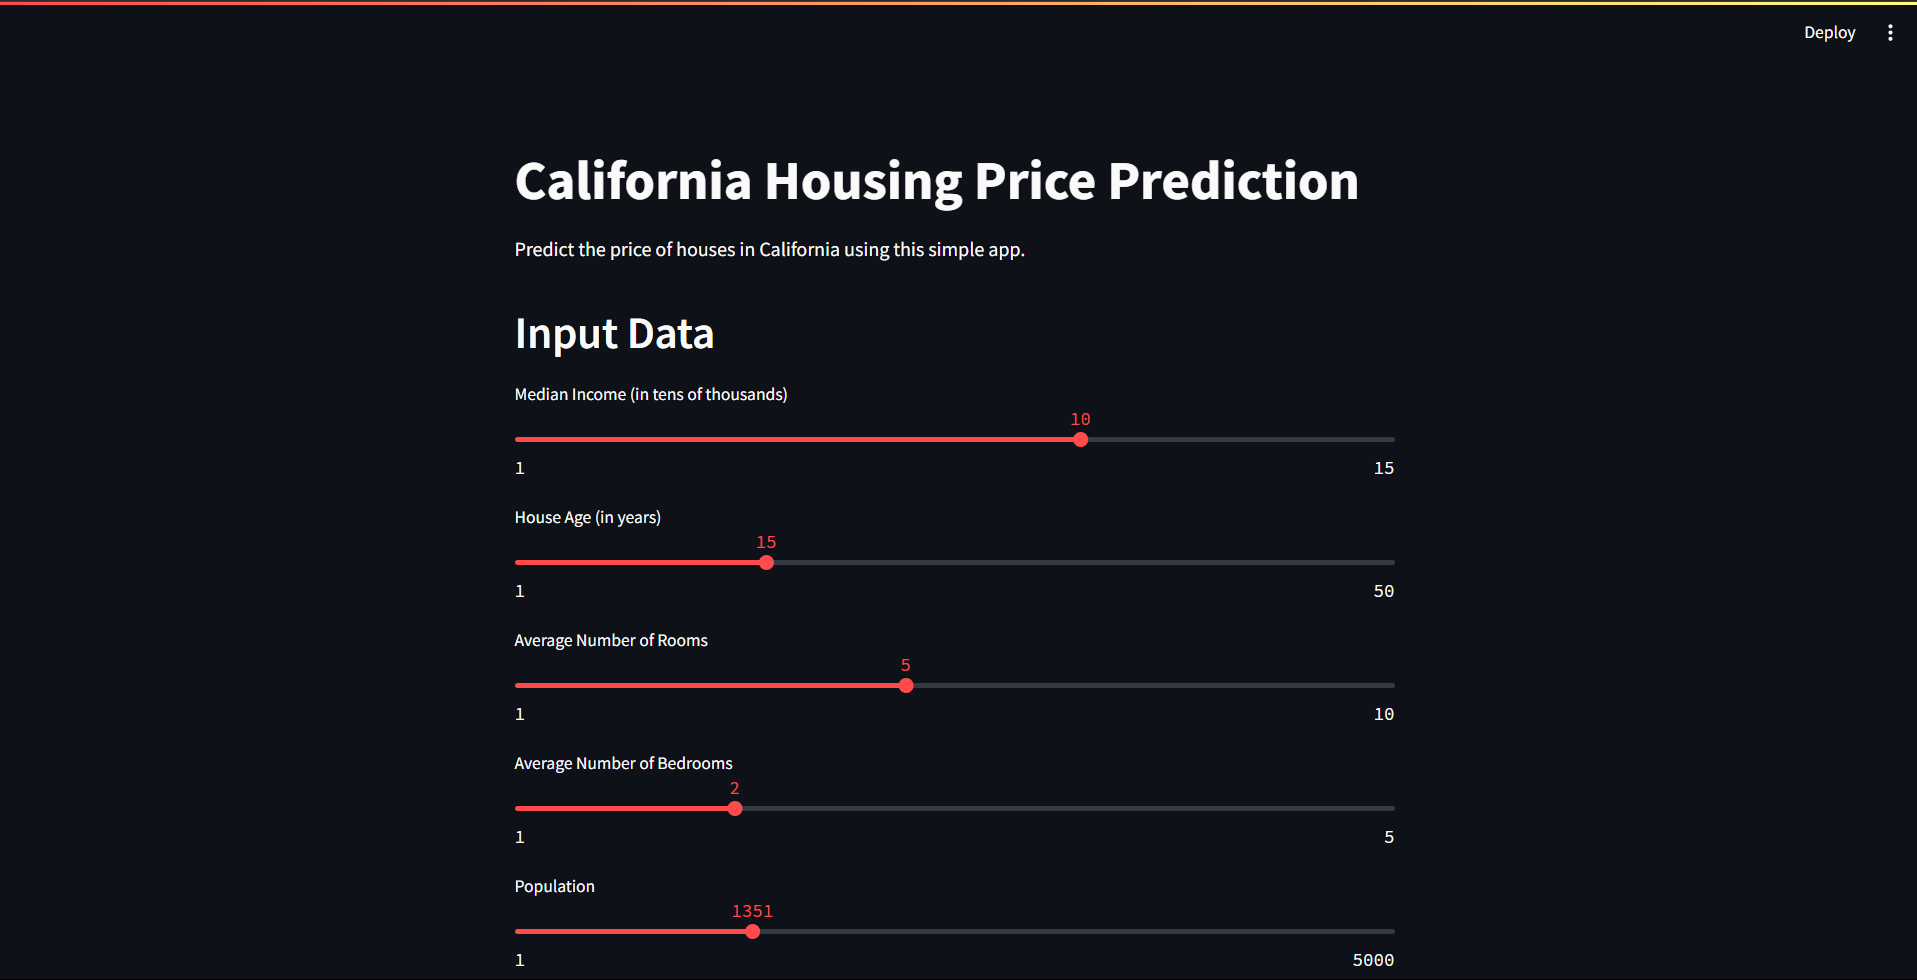 Deploy
California Housing Price Prediction
Predict the price of houses in California using this simple app.
Input Data
Median Income (in tens of thousands)
10
1 15
House Age (in years)
15
1 50
Average Number of Rooms
5
1 10
Average Number of Bedrooms
2
1 5
Population
1351
1 5000